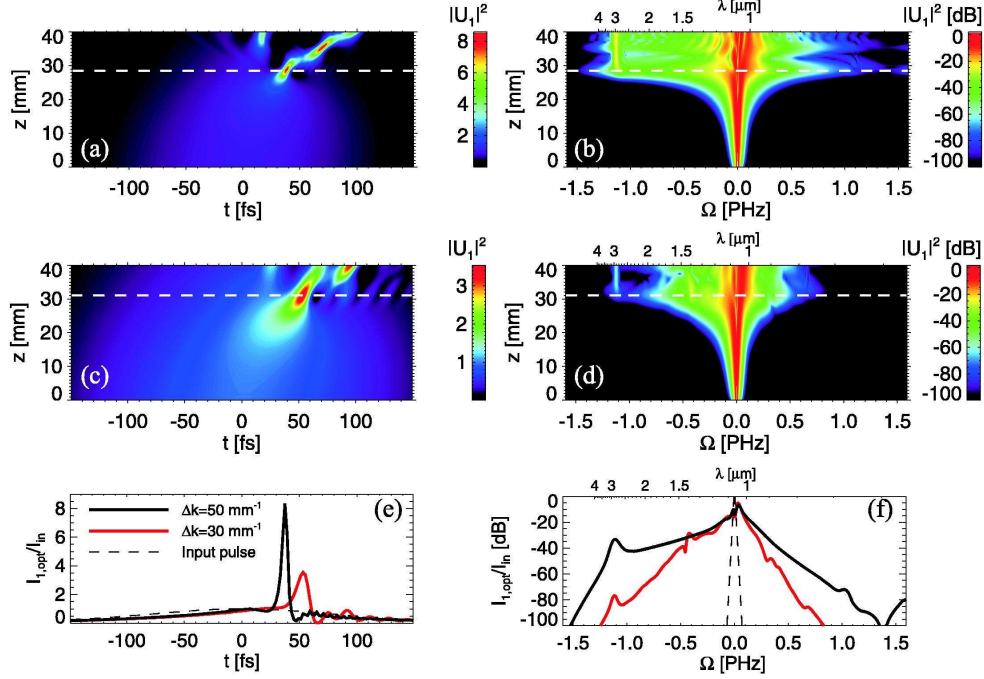 |U₁|²
40
30
20
10
0
z [mm]
(a)
-100 -50 0 50 100
t [fs]
8
6
4
2
λ [µm]
4 3 2 1.5 1
|U₁|² [dB]
40
30
20
10
0
z [mm]
(b)
-1.5 -1.0 -0.5 0.0 0.5 1.0 1.5
Ω [PHz]
0
-20
-40
-60
-80
-100
|U₁|²
40
30
20
10
0
z [mm]
(c)
-100 -50 0 50 100
t [fs]
3
2
1
λ [µm]
4 3 2 1.5 1
|U₁|² [dB]
40
30
20
10
0
z [mm]
(d)
-1.5 -1.0 -0.5 0.0 0.5 1.0 1.5
Ω [PHz]
0
-20
-40
-60
-80
-100
8
6
4
2
0
I₁,opt/Iin
Δk=50 mm⁻¹
Δk=30 mm⁻¹
Input pulse
(e)
-100 -50 0 50 100
t [fs]
λ [µm]
4 3 2 1.5 1
0
-20
-40
-60
-80
-100
I₁,opt/Iin [dB]
(f)
-1.5 -1.0 -0.5 0.0 0.5 1.0 1.5
Ω [PHz]